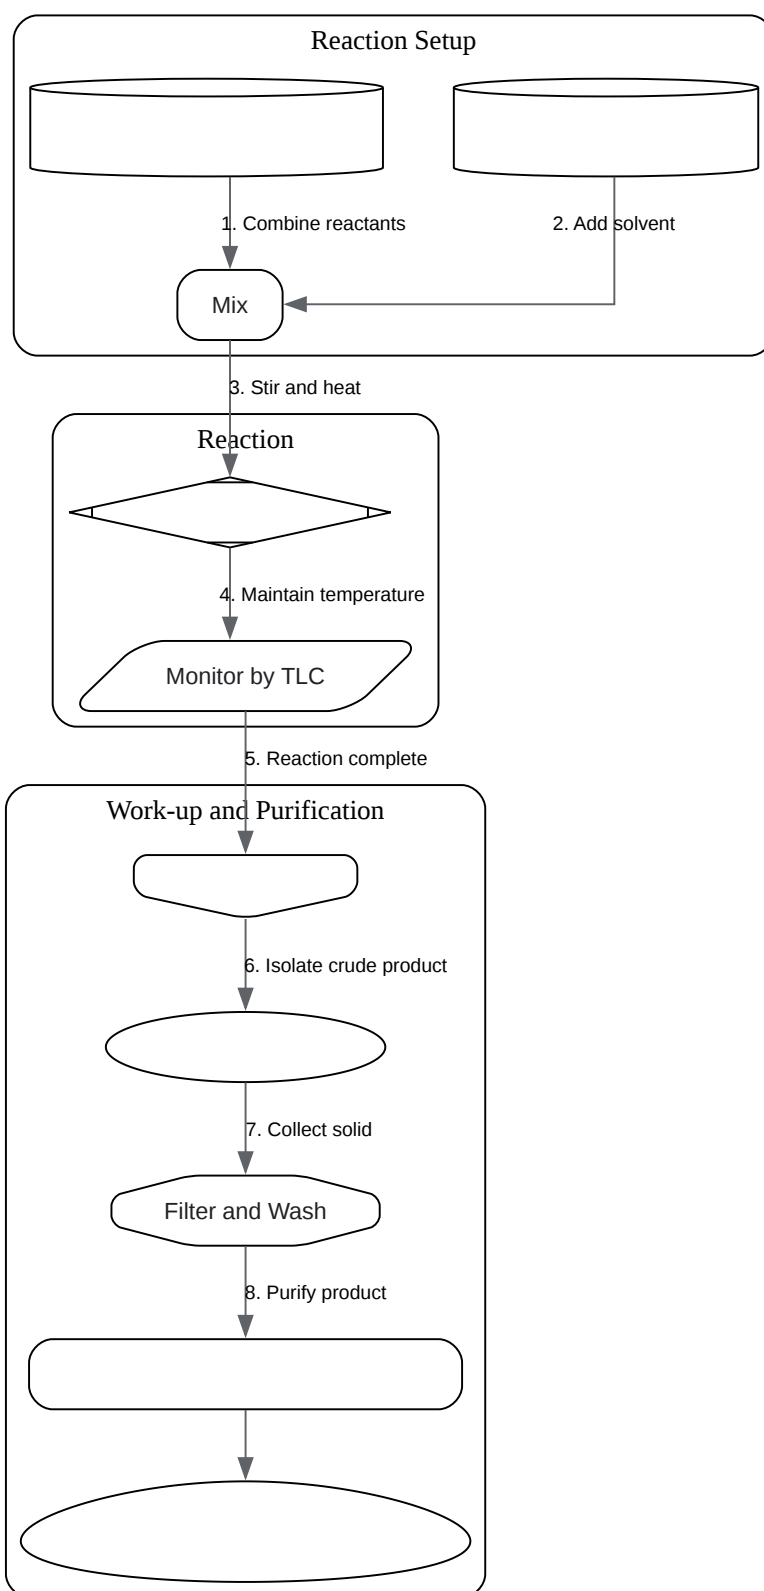 Reaction Setup
1. Combine reactants
2. Add solvent
Mix
3. Stir and heat
Reaction
4. Maintain temperature
Monitor by TLC
5. Reaction complete
Work-up and Purification
6. Isolate crude product
7. Collect solid
Filter and Wash
8. Purify product